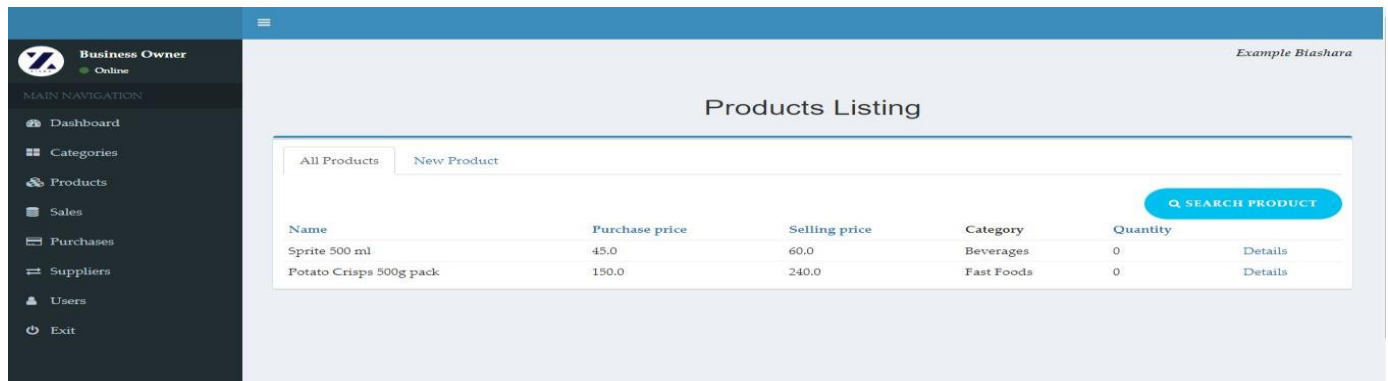 Business Owner
Online
Example Biashara
MAIN NAVIGATION
Dashboard
Categories
Products
Sales
Purchases
Suppliers
Users
Exit
Products Listing
All Products New Product
SEARCH PRODUCT
Name Purchase price Selling price Category Quantity
Sprite 500 ml 45.0 60.0 Beverages 0 Details
Potato Crisps 500g pack 150.0 240.0 Fast Foods 0 Details